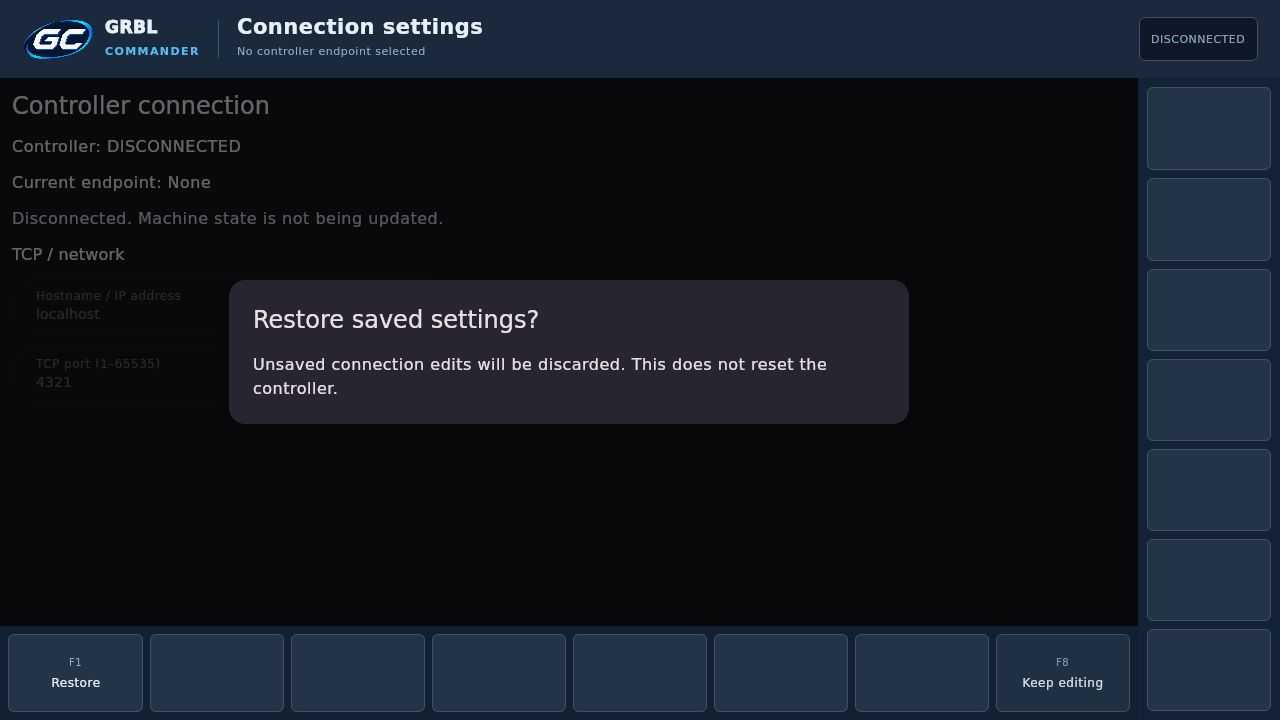 GC
GRBL
COMMANDER
Connection settings
No controller endpoint selected
DISCONNECTED
Controller connection
Controller: DISCONNECTED
Current endpoint: None
Disconnected. Machine state is not being updated.
TCP / network
Hostname / IP address
localhost
TCP port (1–65535)
4321
Restore saved settings?
Unsaved connection edits will be discarded. This does not reset the
controller.
F1
Restore
F8
Keep editing